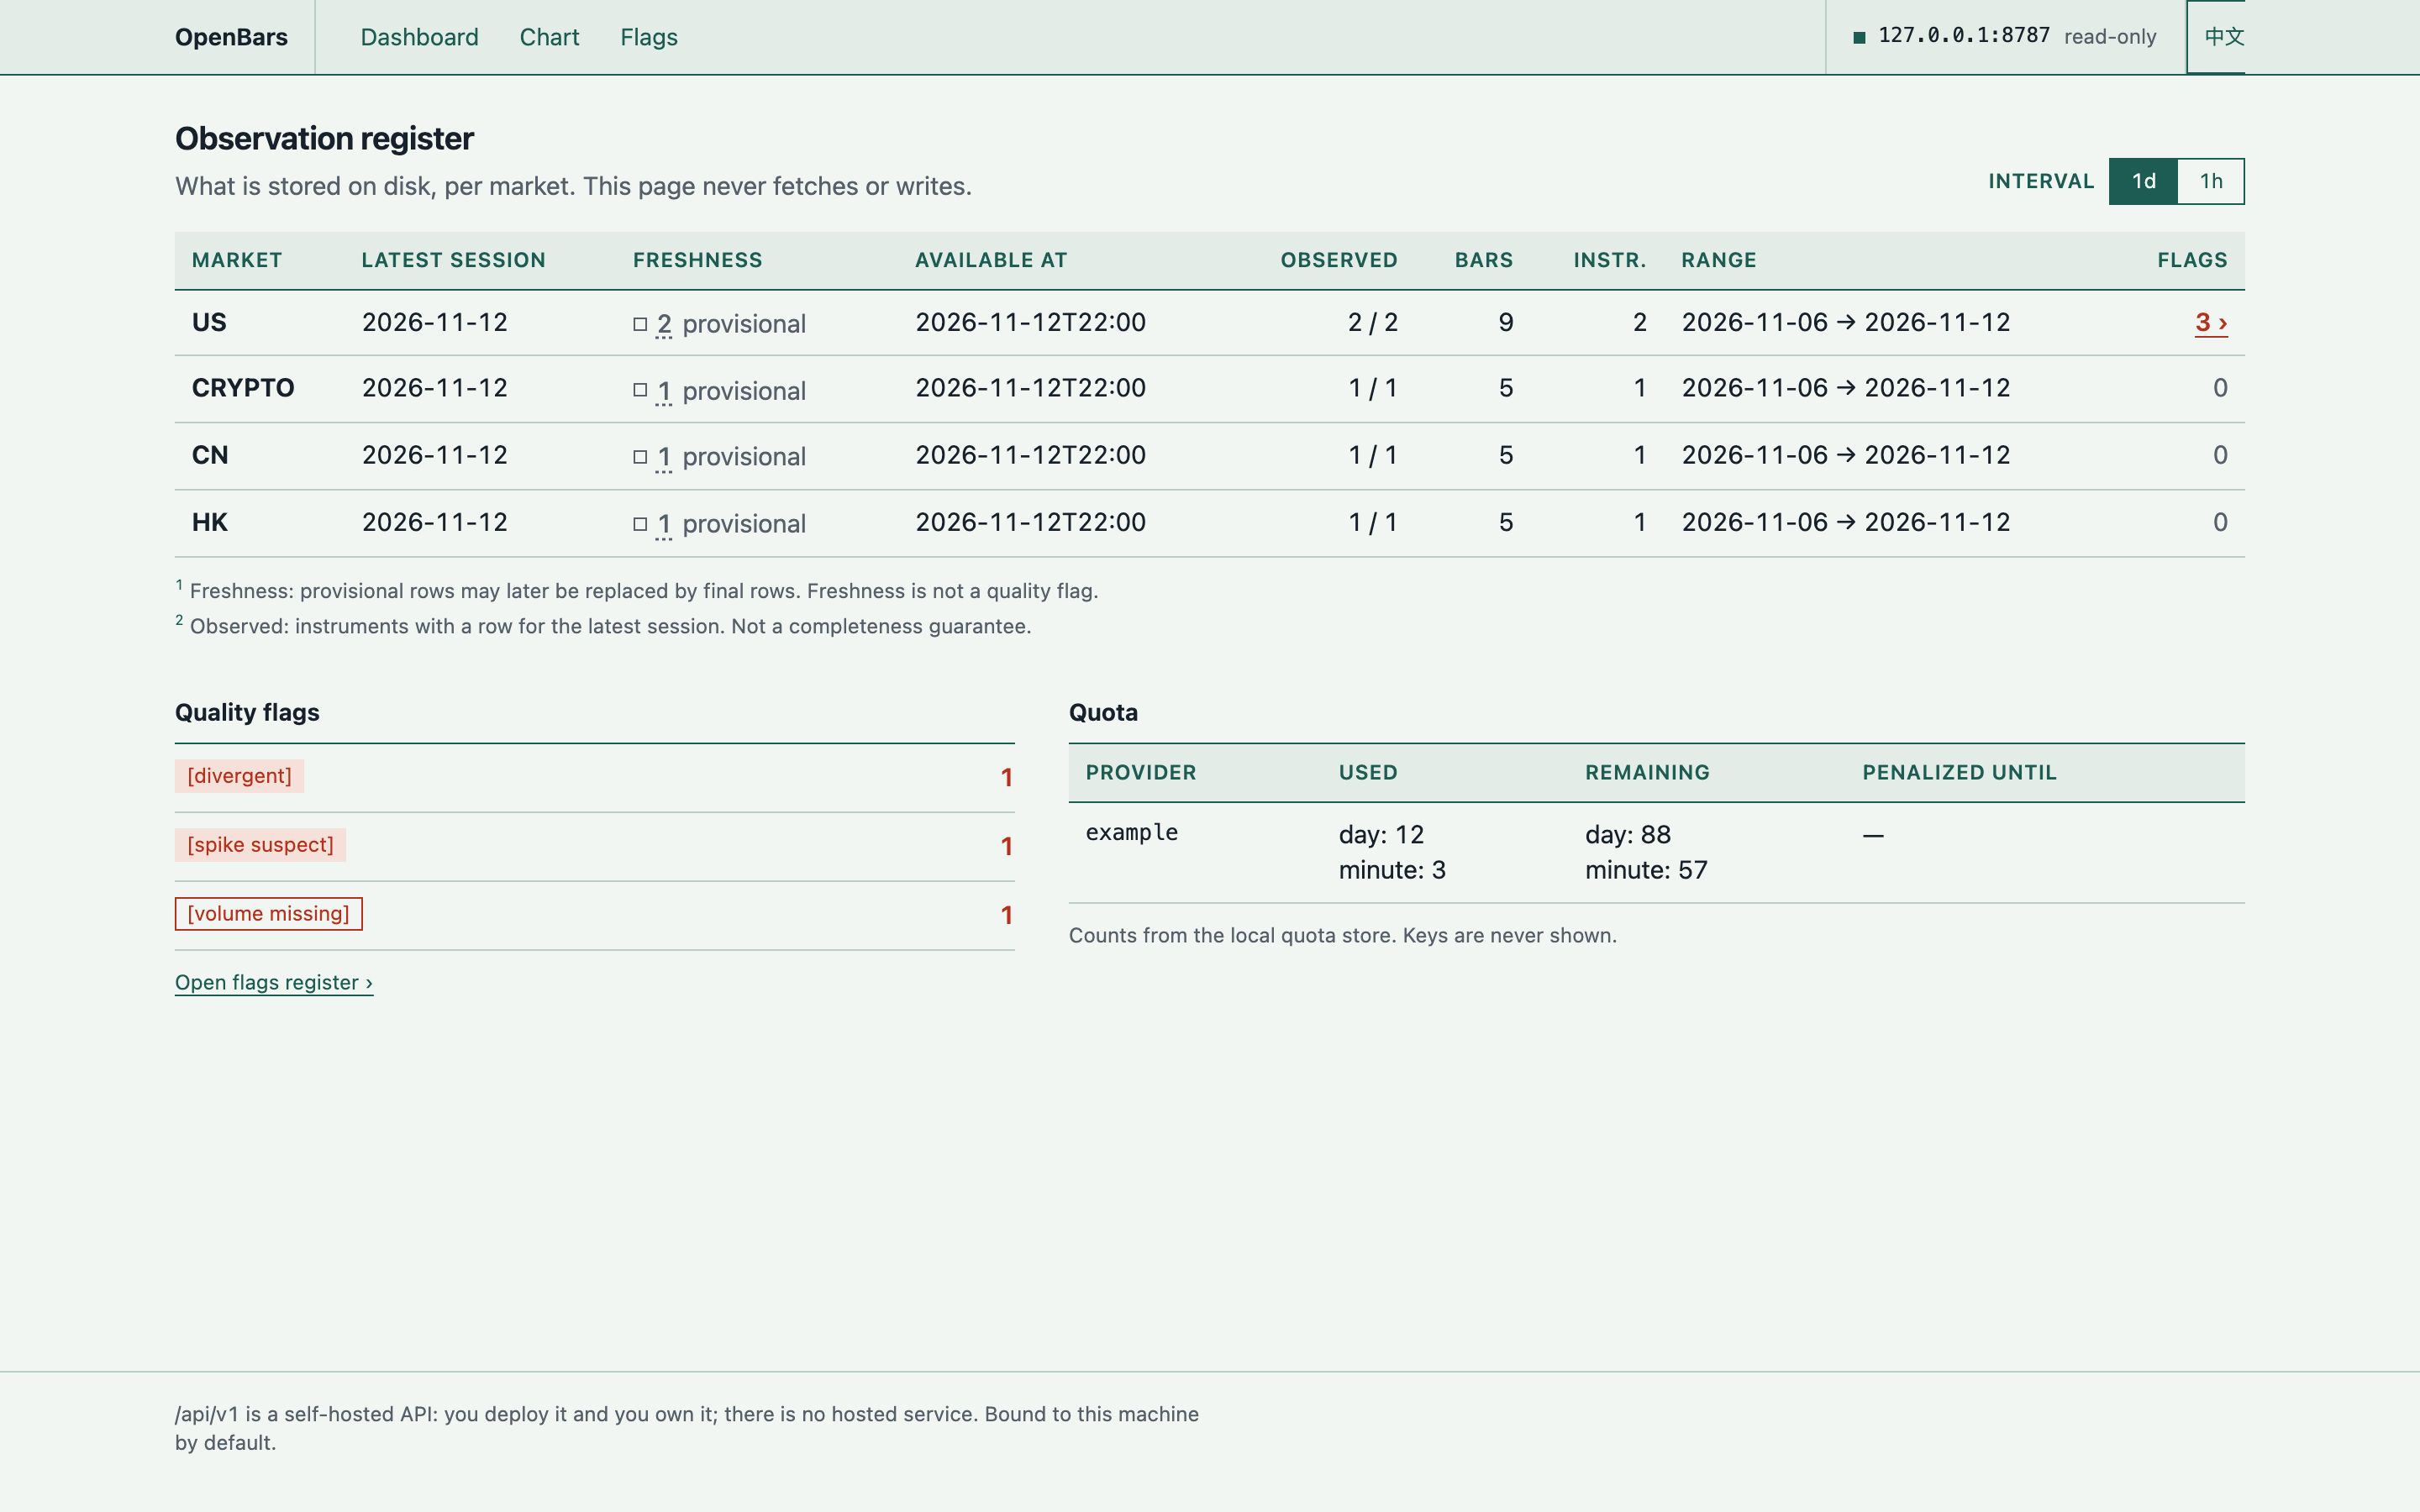 OpenBars Dashboard Chart Flags 127.0.0.1:8787 read-only 中文
Observation register
What is stored on disk, per market. This page never fetches or writes.
INTERVAL 1d 1h
MARKET LATEST SESSION FRESHNESS AVAILABLE AT OBSERVED BARS INSTR. RANGE FLAGS
US 2026-11-12 2 provisional 2026-11-12T22:00 2 / 2 9 2 2026-11-06 → 2026-11-12 3 ›
CRYPTO 2026-11-12 1 provisional 2026-11-12T22:00 1 / 1 5 1 2026-11-06 → 2026-11-12 0
CN 2026-11-12 1 provisional 2026-11-12T22:00 1 / 1 5 1 2026-11-06 → 2026-11-12 0
HK 2026-11-12 1 provisional 2026-11-12T22:00 1 / 1 5 1 2026-11-06 → 2026-11-12 0
1 Freshness: provisional rows may later be replaced by final rows. Freshness is not a quality flag.
2 Observed: instruments with a row for the latest session. Not a completeness guarantee.
Quality flags
[divergent] 1
[spike suspect] 1
[volume missing] 1
Open flags register ›
Quota
PROVIDER USED REMAINING PENALIZED UNTIL
example day: 12 day: 88 —
minute: 3 minute: 57
Counts from the local quota store. Keys are never shown.
/api/v1 is a self-hosted API: you deploy it and you own it; there is no hosted service. Bound to this machine
by default.